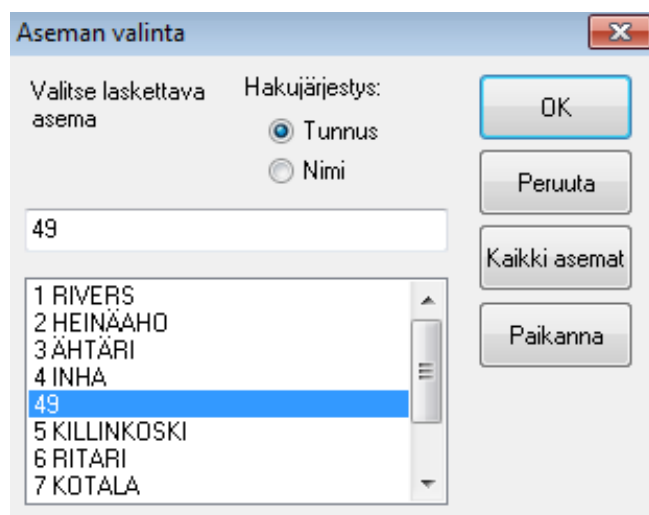 Aseman valinta
Valitse laskettava
asema
Hakujärjestys:
Tunnus
Nimi
OK
Peruuta
Kaikki asemat
Paikanna
49
1 RIVERS
2 HEINÄAHO
3 ÄHTÄRI
4 INHA
49
5 KILLINKOSKI
6 RITARI
7 KOTALA